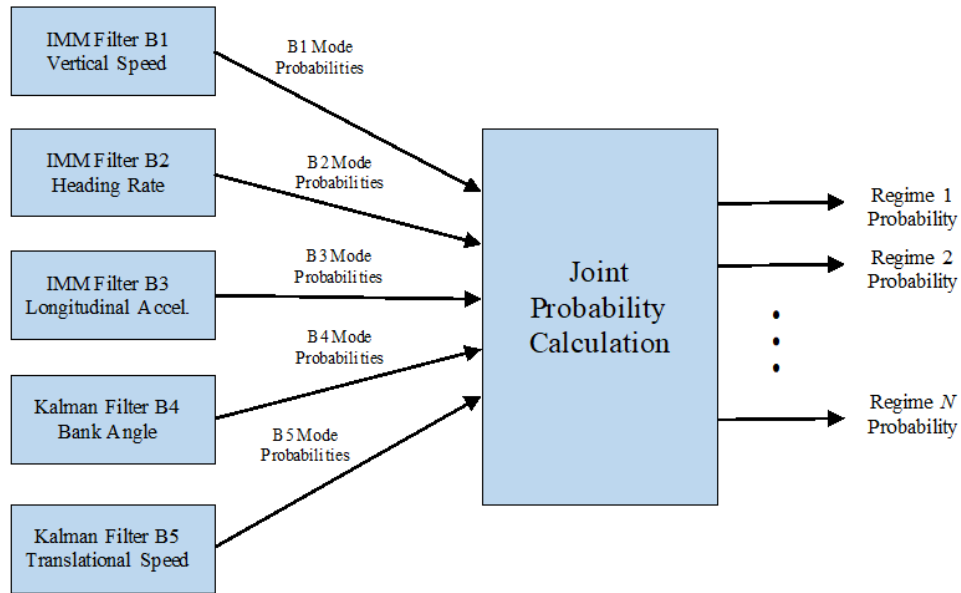 IMM Filter B1
Vertical Speed
B1 Mode
Probabilities
IMM Filter B2
Heading Rate
B2 Mode
Probabilities
IMM Filter B3
Longitudinal Accel.
B3 Mode
Probabilities
Kalman Filter B4
Bank Angle
B4 Mode
Probabilities
Kalman Filter B5
Translational Speed
B5 Mode
Probabilities
Joint
Probability
Calculation
Regime 1
Probability
Regime 2
Probability
Regime N
Probability